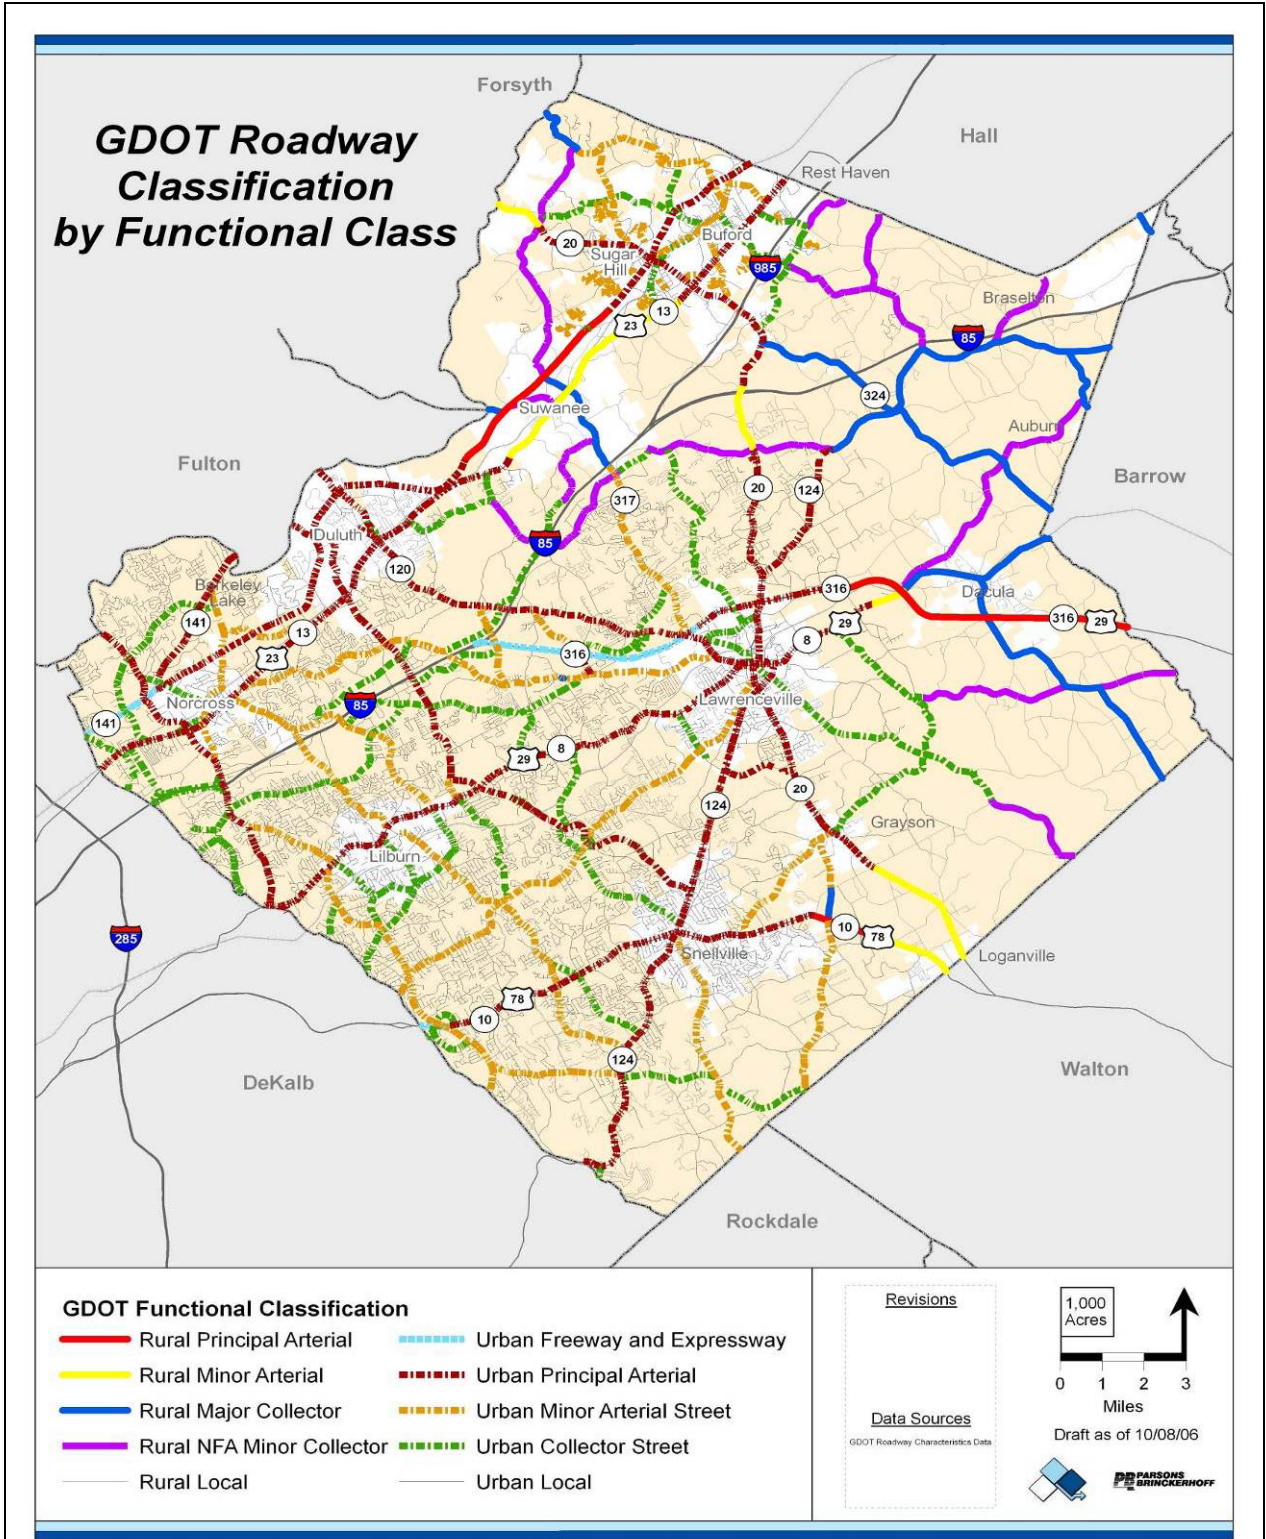 GDOT Roadway
Classification
by Functional Class
Forsyth
Hall
Rest Haven
Buford
20
Sugar
Hill
985
13
23
Braselton
85
324
Suwanee
Auburn
Fulton
Barrow
20
124
317
Duluth
85
120
Berkeley
Lake
316
Dacula
141
13
29
316
29
8
23
316
Norcross
85
Lawrenceville
141
8
29
20
124
Grayson
Lilburn
285
10
78
Snellville
Loganville
78
10
124
DeKalb
Walton
Rockdale
GDOT Functional Classification
Rural Principal Arterial
Rural Minor Arterial
Rural Major Collector
Rural NFA Minor Collector
Rural Local
Urban Freeway and Expressway
Urban Principal Arterial
Urban Minor Arterial Street
Urban Collector Street
Urban Local
Revisions
Data Sources
GDOT Roadway Characteristics Data
1,000
Acres
0 1 2 3
Miles
Draft as of 10/08/06
PB PARSONS
BRINCKERHOFF